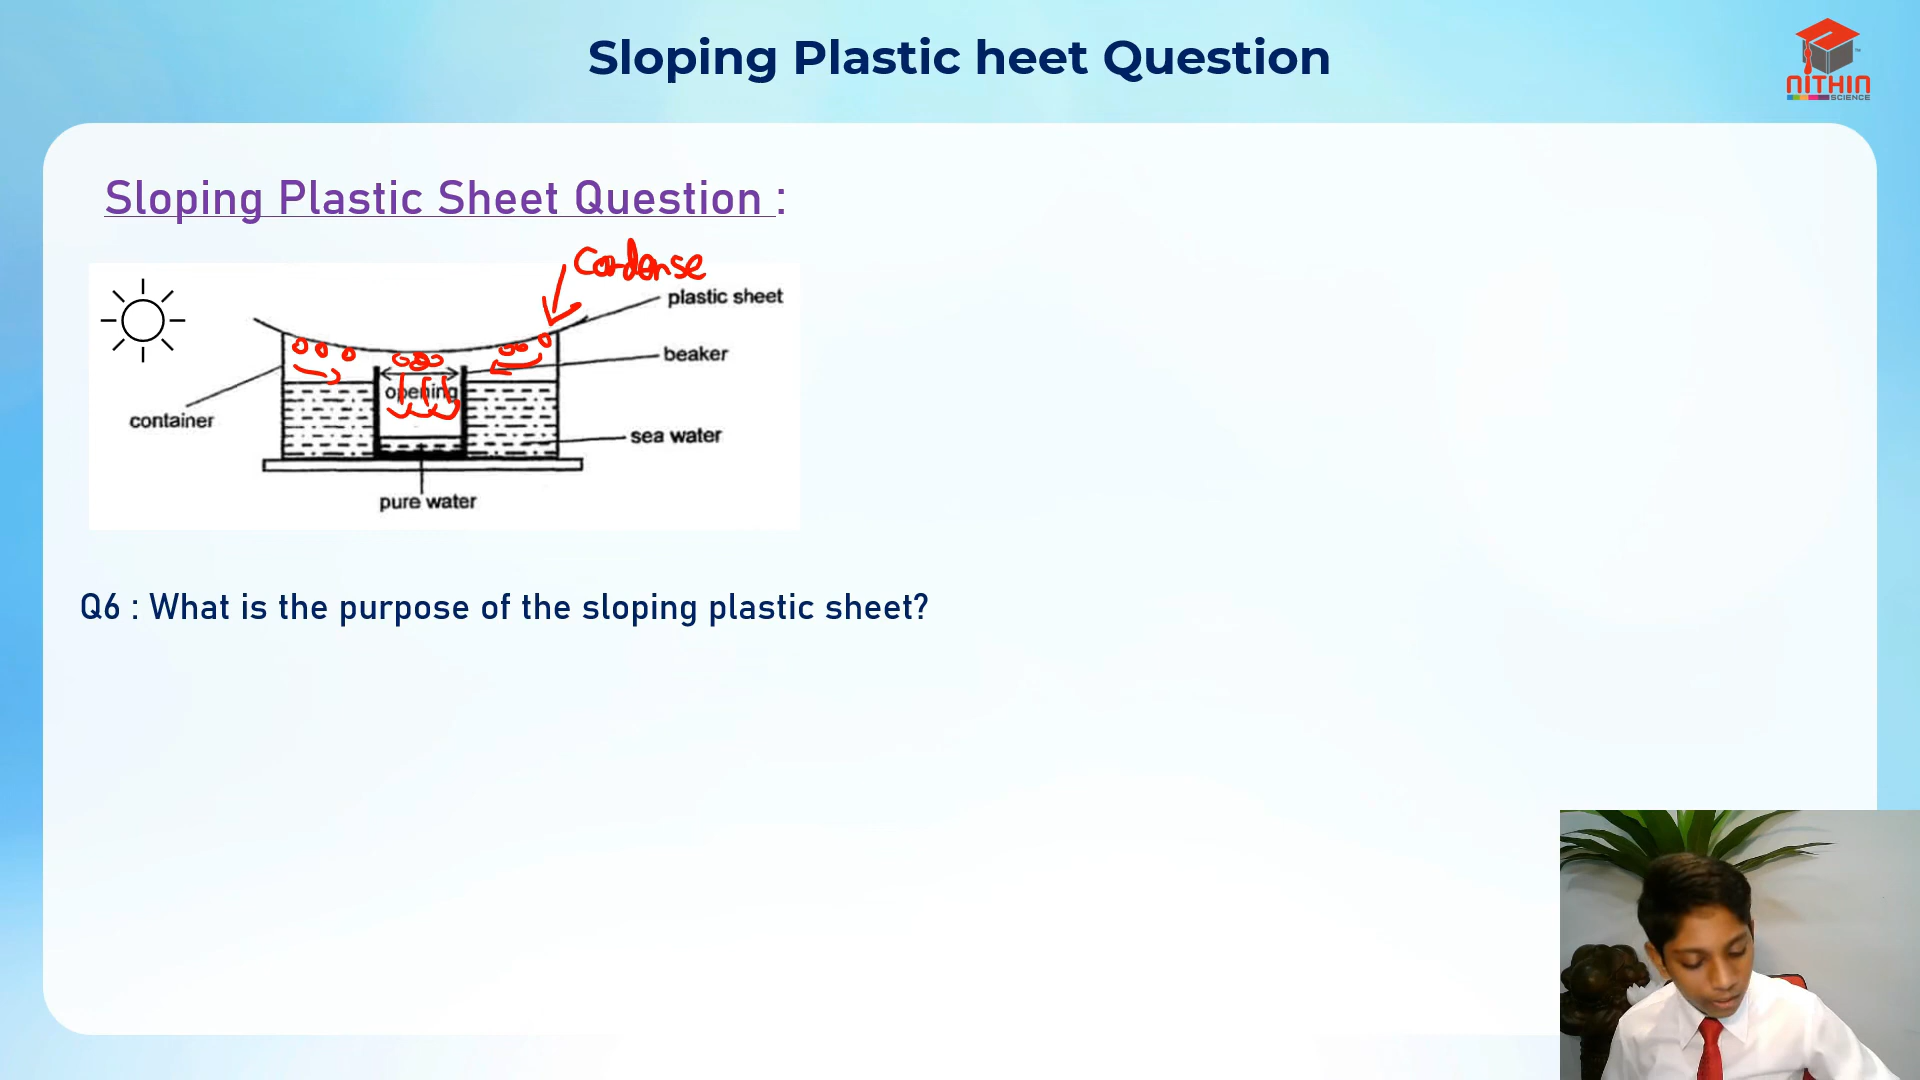 Sloping Plastic heet Question
NITHIN
SCIENCE
Sloping Plastic Sheet Question :
Condense
plastic sheet
beaker
opening
container
sea water
pure water
Q6 : What is the purpose of the sloping plastic sheet?